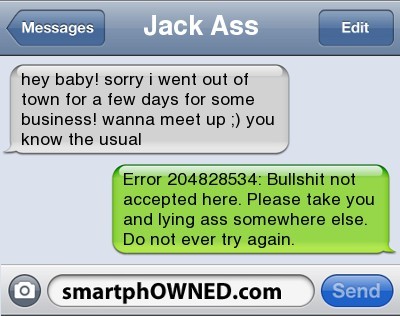 Messages
Jack Ass
Edit
hey baby! sorry i went out of
town for a few days for some
business! wanna meet up ;) you
know the usual
Error 204828534: Bullshit not
accepted here. Please take you
and lying ass somewhere else.
Do not ever try again.
smartphOWNED.com
Send